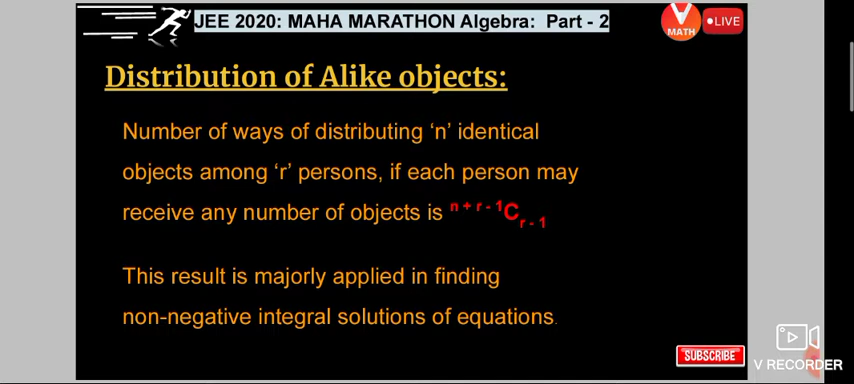 JEE 2020: MAHA MARATHON Algebra: Part - 2
V
MATH
LIVE
Distribution of Alike objects:
Number of ways of distributing ‘n’ identical
objects among ‘r’ persons, if each person may
receive any number of objects is n + r - 1Cr - 1
This result is majorly applied in finding
non-negative integral solutions of equations.
SUBSCRIBE
V RECORDER